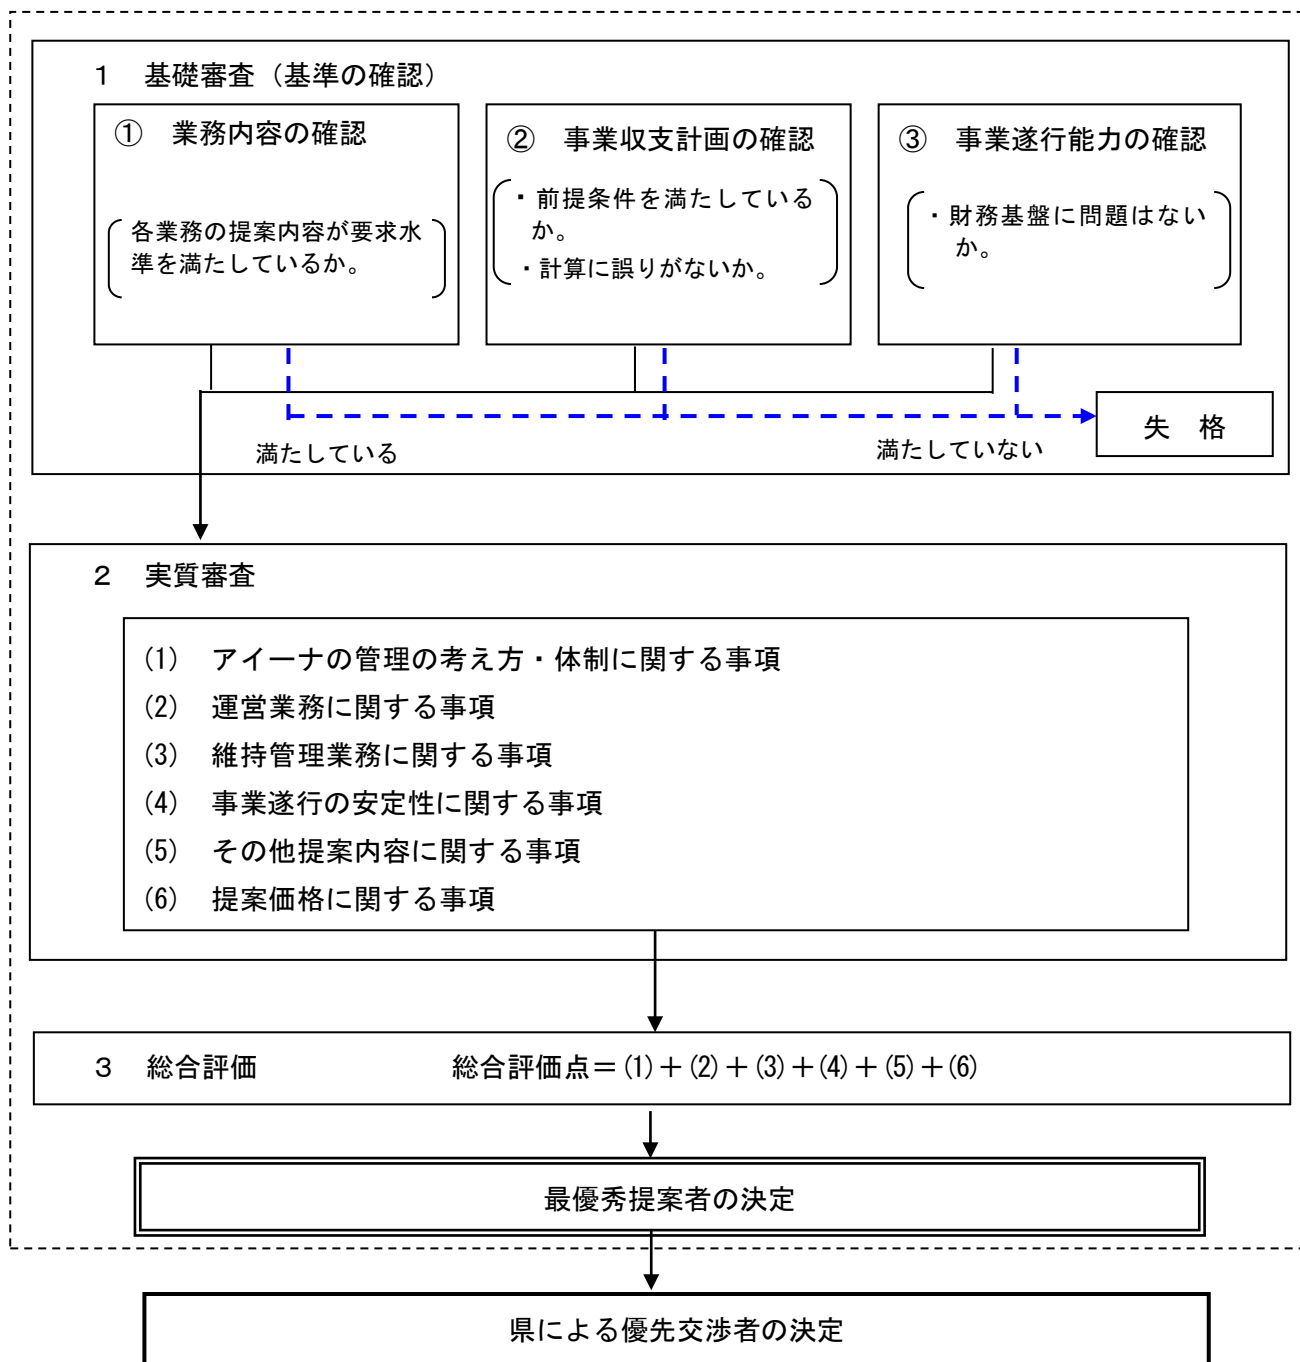 １　基礎審査（基準の確認）
①　業務内容の確認
各業務の提案内容が要求水
準を満たしているか。
②　事業収支計画の確認
・前提条件を満たしている
か。
・計算に誤りがないか。
③　事業遂行能力の確認
・財務基盤に問題はない
か。
満たしている
満たしていない
失　格
２　実質審査
(1)　アイーナの管理の考え方・体制に関する事項
(2)　運営業務に関する事項
(3)　維持管理業務に関する事項
(4)　事業遂行の安定性に関する事項
(5)　その他提案内容に関する事項
(6)　提案価格に関する事項
３　総合評価　総合評価点＝(1)＋(2)＋(3)＋(4)＋(5)＋(6)
最優秀提案者の決定
県による優先交渉者の決定